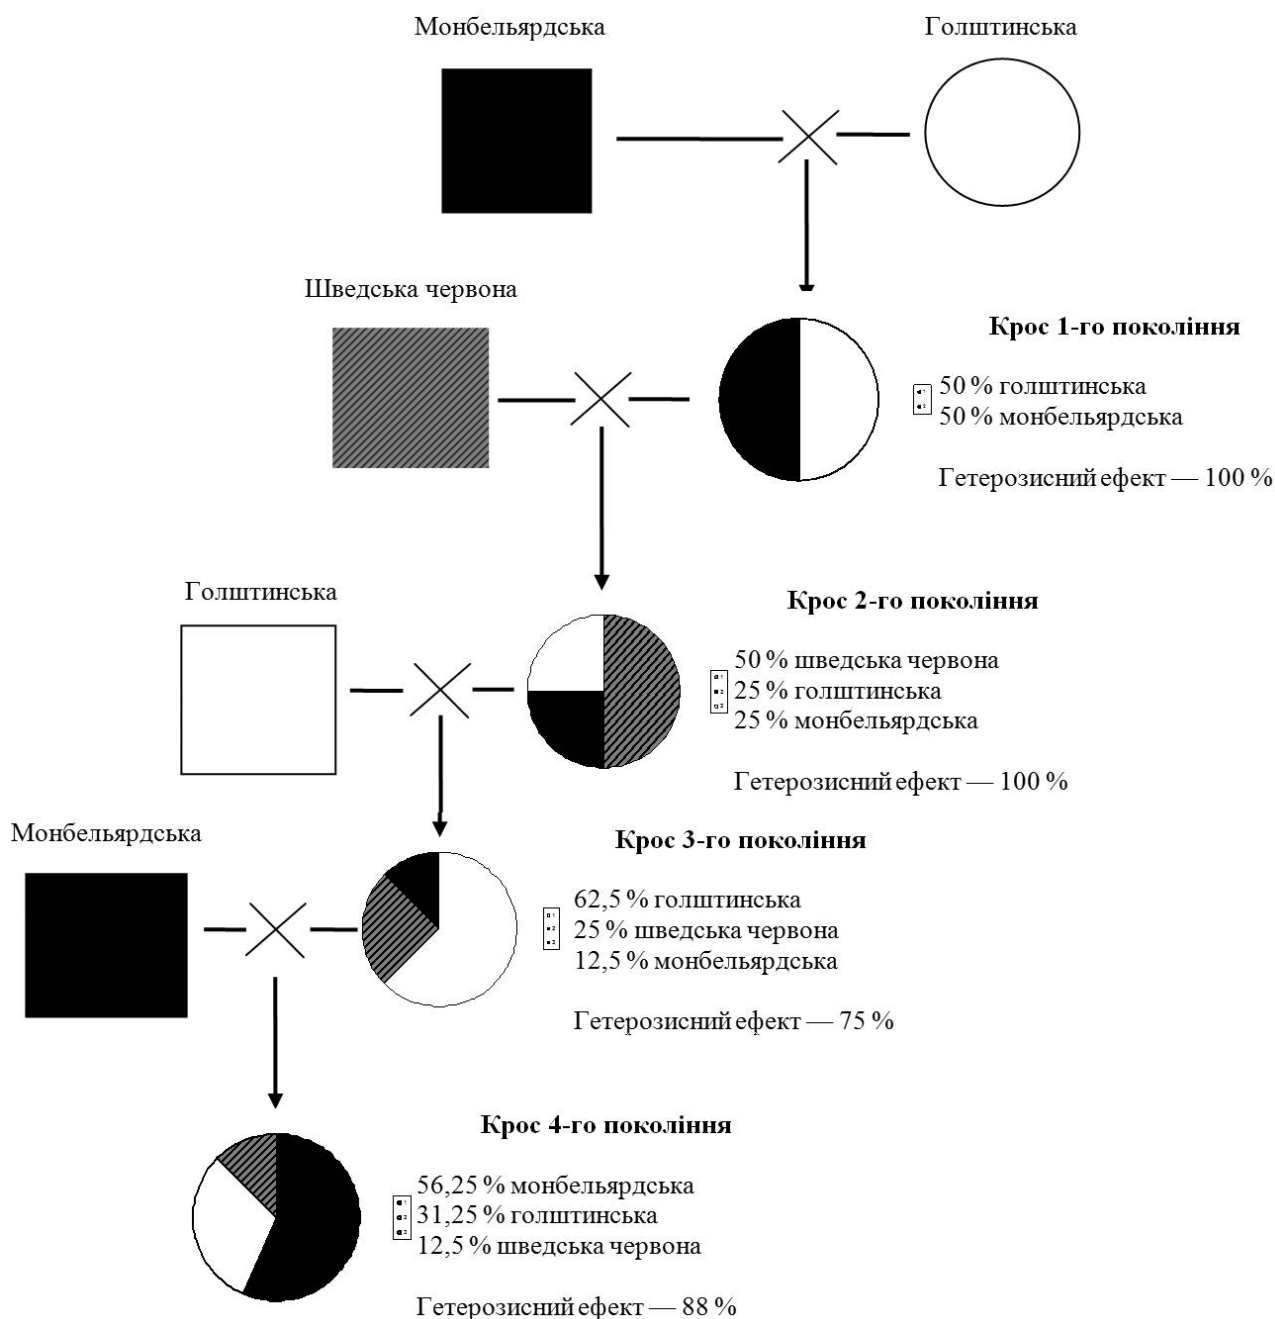 Монбельярдська
Голштинська
Шведська червона
Крос 1-го покоління
50 % голштинська
50 % монбельярдська
Гетерозисний ефект — 100 %
Голштинська
Крос 2-го покоління
50 % шведська червона
25 % голштинська
25 % монбельярдська
Гетерозисний ефект — 100 %
Монбельярдська
Крос 3-го покоління
62,5 % голштинська
25 % шведська червона
12,5 % монбельярдська
Гетерозисний ефект — 75 %
Крос 4-го покоління
56,25 % монбельярдська
31,25 % голштинська
12,5 % шведська червона
Гетерозисний ефект — 88 %